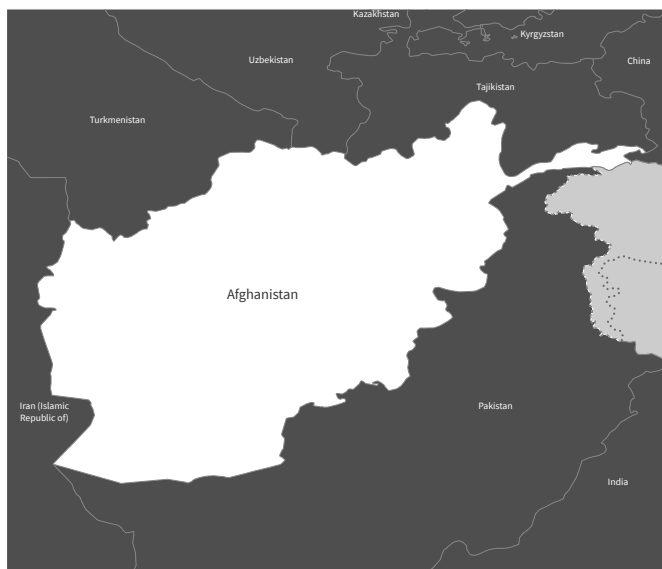 Kazakhstan
Kyrgyzstan
Uzbekistan
China
Tajikistan
Turkmenistan
Afghanistan
Iran (Islamic
Republic of)
Pakistan
India